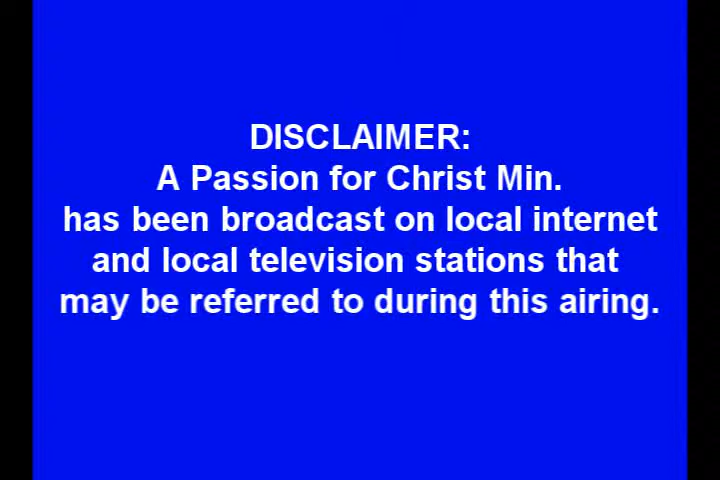 DISCLAIMER:
A Passion for Christ Min.
has been broadcast on local internet
and local television stations that
may be referred to during this airing.